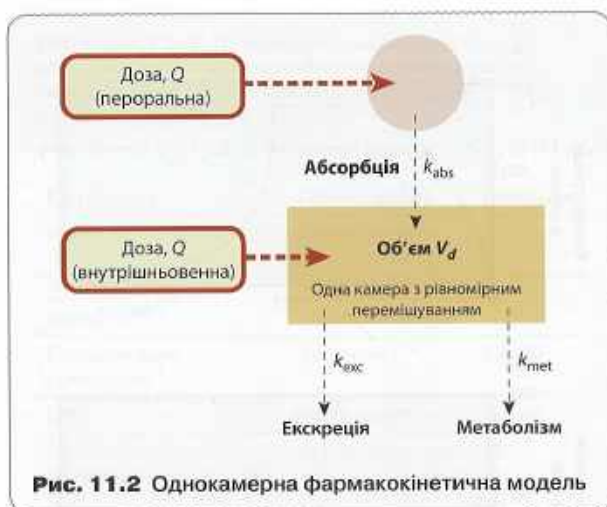 Доза, Q
(пероральна)
Абсорбція
k_abs
Доза, Q
(внутрішньовенна)
Об'єм V_d
Одна камера з рівномірним
перемішуванням
k_exc
k_met
Екскреція
Метаболізм
Рис. 11.2 Однокамерна фармакокінетична модель